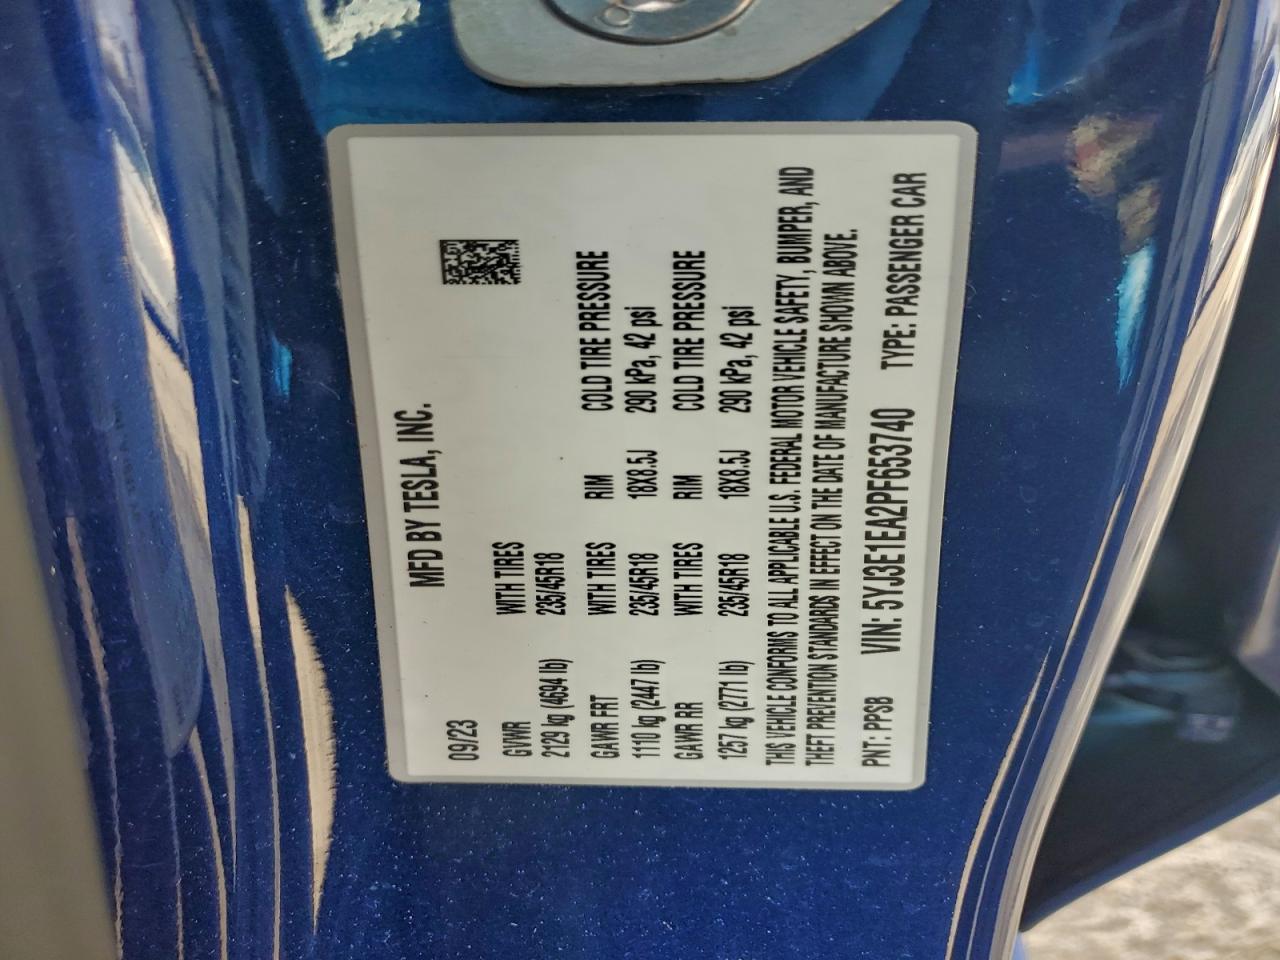 MFD BY TESLA, INC.
09/23
GVWR WITH TIRES
2129 kg (4694 lb) 235/45R18
GAWR FRT WITH TIRES RIM COLD TIRE PRESSURE
1110 kg (2447 lb) 235/45R18 18X8.5J 290 kPa, 42 psi
GAWR RR WITH TIRES RIM COLD TIRE PRESSURE
1257 kg (2771 lb) 235/45R18 18X8.5J 290 kPa, 42 psi
THIS VEHICLE CONFORMS TO ALL APPLICABLE U.S. FEDERAL MOTOR VEHICLE SAFETY, BUMPER, AND
THEFT PREVENTION STANDARDS IN EFFECT ON THE DATE OF MANUFACTURE SHOWN ABOVE.
PNT: PPSB VIN: 5YJ3E1EA2PF653740 TYPE: PASSENGER CAR